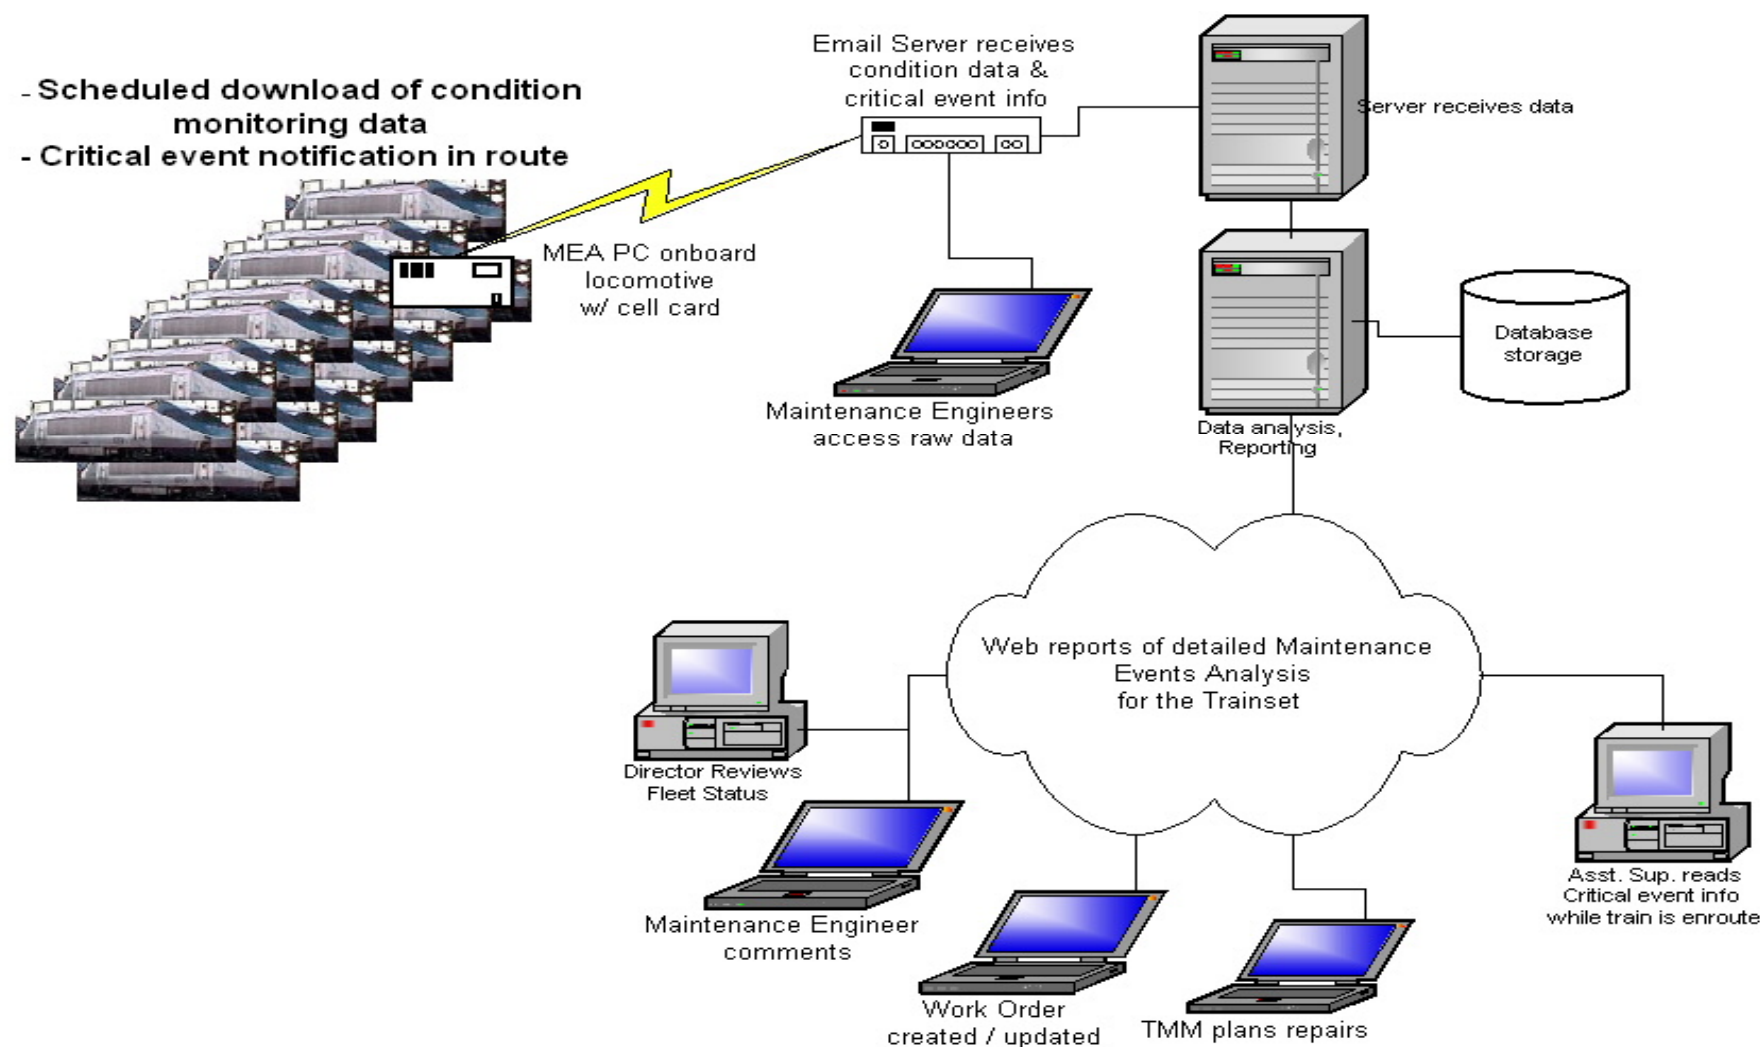 - Scheduled download of condition
monitoring data
- Critical event notification in route
Email Server receives
condition data &
critical event info
Server receives data
MEA PC onboard
locomotive
w/ cell card
Database
storage
Maintenance Engineers
access raw data
Data analysis,
Reporting
Web reports of detailed Maintenance
Events Analysis
for the Trainset
Director Reviews
Fleet Status
Maintenance Engineer
comments
Work Order
created / updated
TMM plans repairs
Asst. Sup. reads
Critical event info
while train is enroute